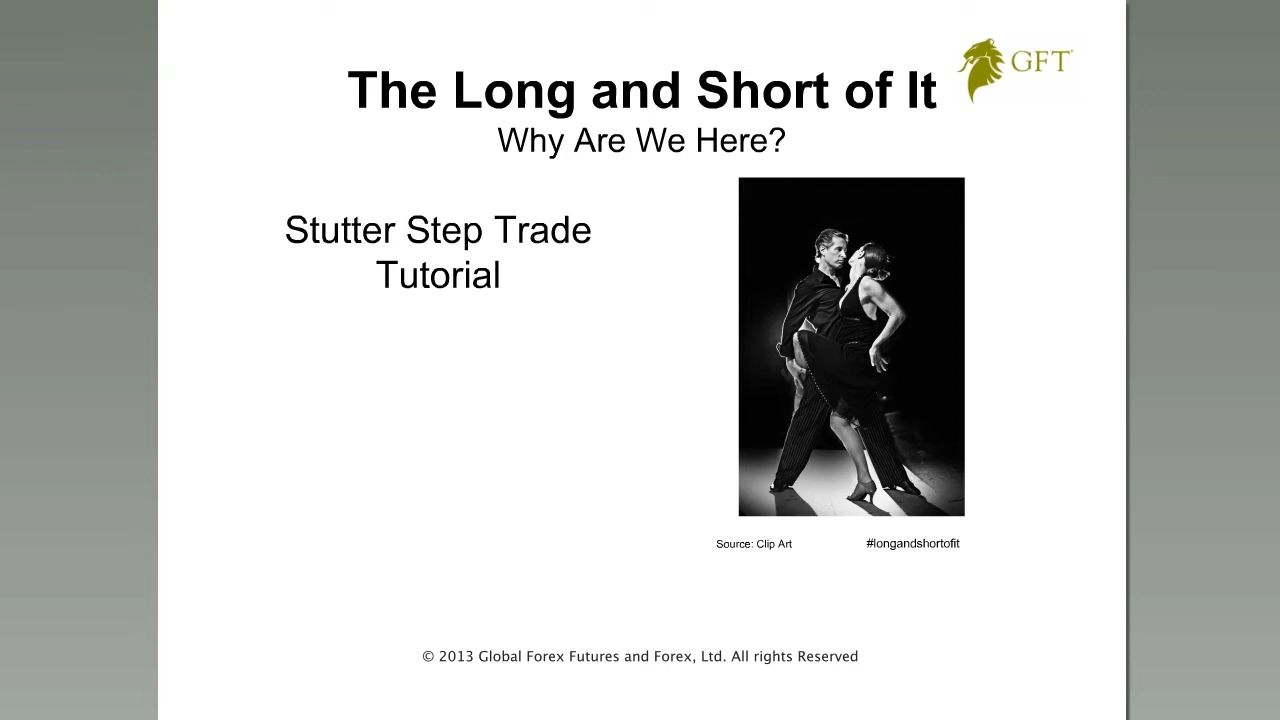 The Long and Short of It
GFT
Why Are We Here?
Stutter Step Trade
Tutorial
Source: Clip Art
#longandshortofit
© 2013 Global Forex Futures and Forex, Ltd. All rights Reserved